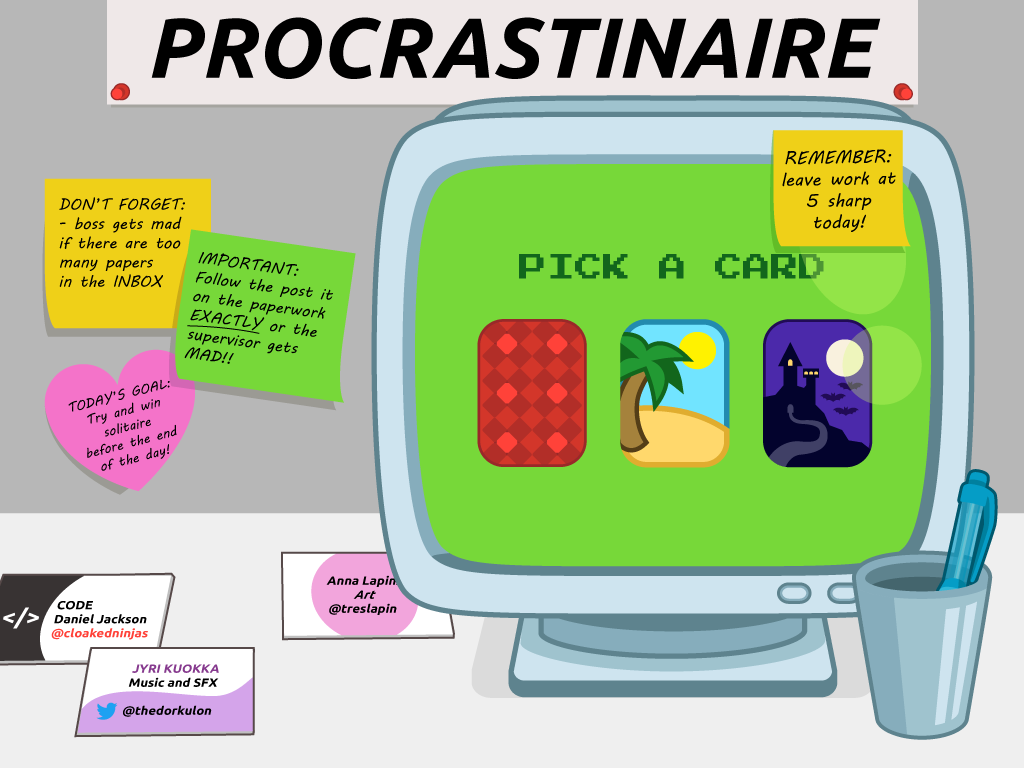 PROCRASTINAIRE
REMEMBER:
leave work at
5 sharp
today!
DON'T FORGET:
- boss gets mad
if there are too
many papers
in the INBOX
IMPORTANT:
Follow the post it
on the paperwork
EXACTLY or the
supervisor gets
MAD!!
PICK A CARD
TODAY'S GOAL:
Try and win
solitaire
before the end
of the day!
Anna Lapin
Art
@treslapin
</>
CODE
Daniel Jackson
@cloakedninjas
JYRI KUOKKA
Music and SFX
@thedorkulon